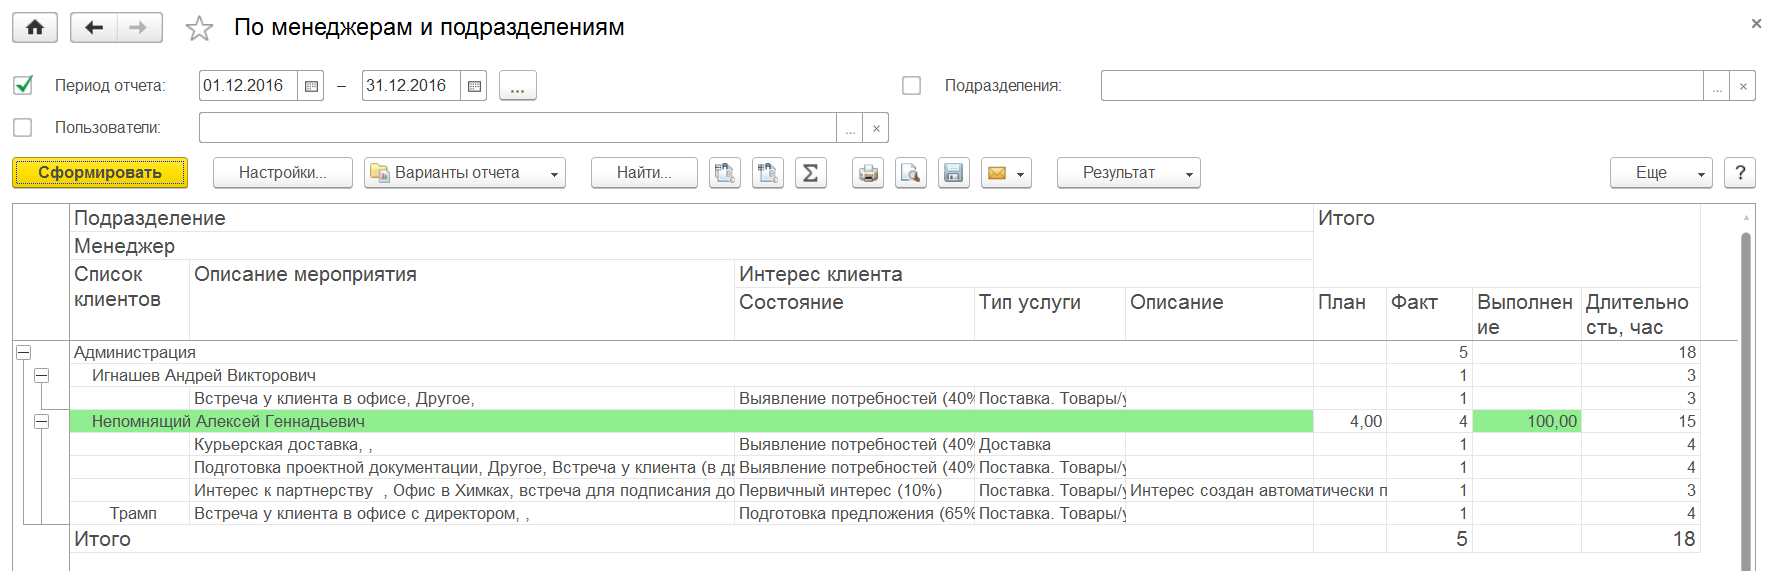 По менеджерам и подразделениям
Период отчета: 01.12.2016 – 31.12.2016 ... Подразделения: ... ×
Пользователи: ... ×
Сформировать Настройки... Варианты отчета Найти... Σ Результат Еще ?
Подразделение Итого
Менеджер
Список клиентов Описание мероприятия Интерес клиента
Состояние Тип услуги Описание План Факт Выполнен
ие Длительно
сть, час
Администрация 5 18
Игнашев Андрей Викторович 1 3
Встреча у клиента в офисе, Другое, Выявление потребностей (40% Поставка. Товары/у 1 3
Непомнящий Алексей Геннадьевич 4,00 4 100,00 15
Курьерская доставка, , Выявление потребностей (40% Доставка 1 4
Подготовка проектной документации, Другое, Встреча у клиента (в др Выявление потребностей (40% Поставка. Товары/у 1 4
Интерес к партнерству , Офис в Химках, встреча для подписания до Первичный интерес (10%) Поставка. Товары/у Интерес создан автоматически п 1 3
Трамп Встреча у клиента в офисе с директором, , Подготовка предложения (65% Поставка. Товары/у 1 4
Итого 5 18